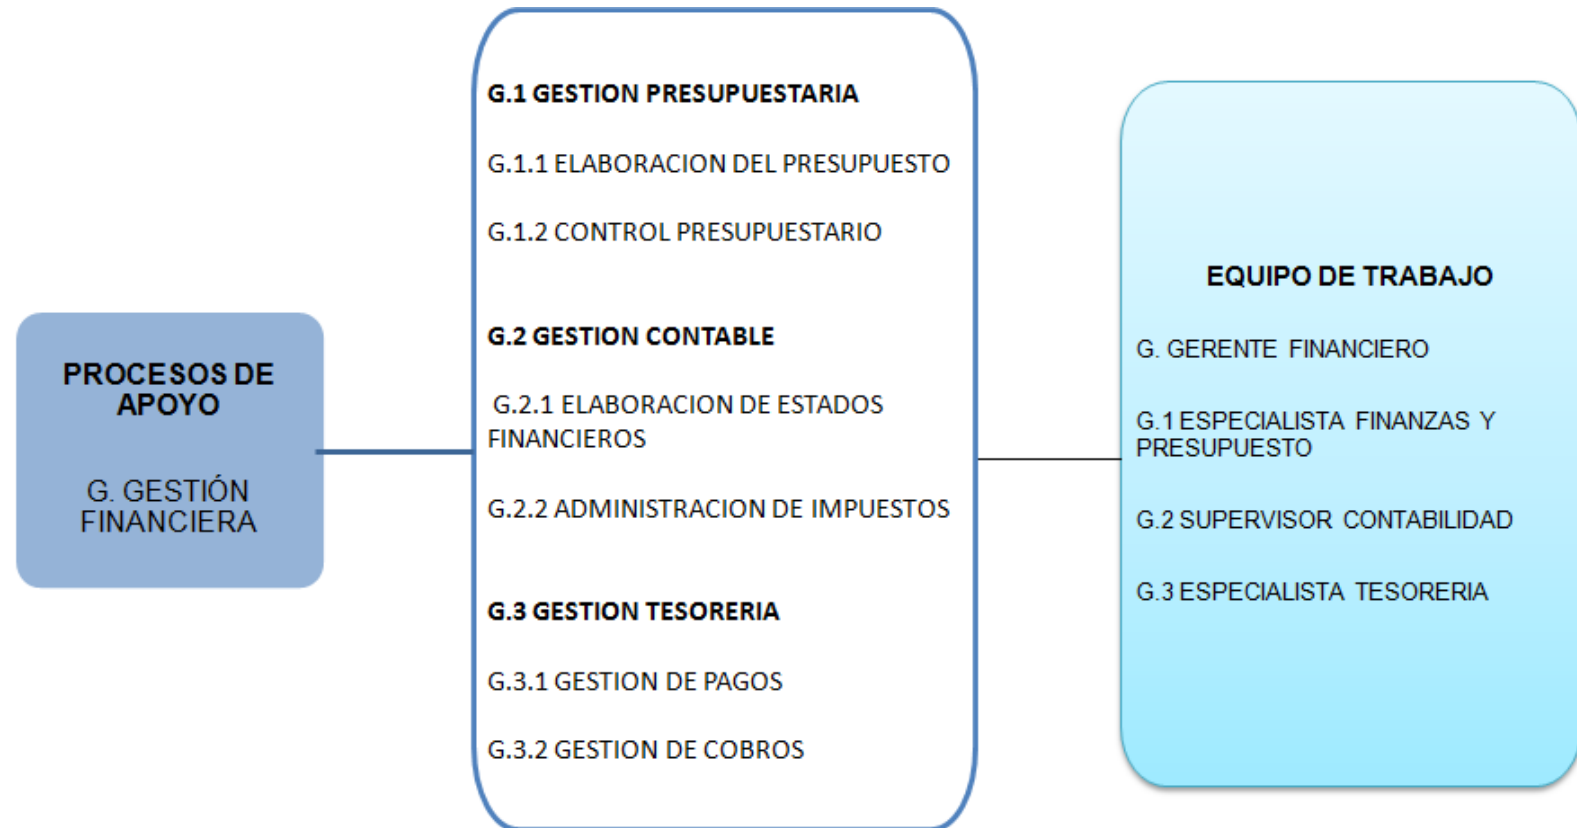 PROCESOS DE
APOYO
G. GESTIÓN
FINANCIERA
G.1 GESTION PRESUPUESTARIA
G.1.1 ELABORACION DEL PRESUPUESTO
G.1.2 CONTROL PRESUPUESTARIO
G.2 GESTION CONTABLE
G.2.1 ELABORACION DE ESTADOS
FINANCIEROS
G.2.2 ADMINISTRACION DE IMPUESTOS
G.3 GESTION TESORERIA
G.3.1 GESTION DE PAGOS
G.3.2 GESTION DE COBROS
EQUIPO DE TRABAJO
G. GERENTE FINANCIERO
G.1 ESPECIALISTA FINANZAS Y
PRESUPUESTO
G.2 SUPERVISOR CONTABILIDAD
G.3 ESPECIALISTA TESORERIA